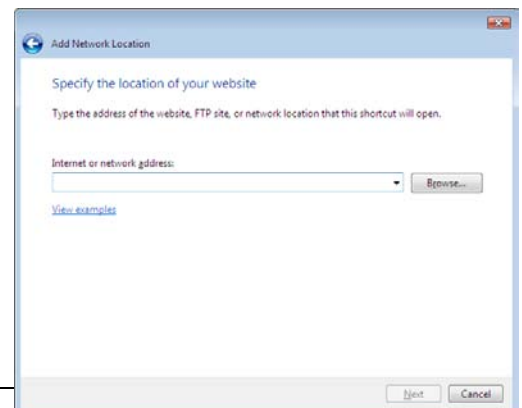 Add Network Location
Specify the location of your website
Type the address of the website, FTP site, or network location that this shortcut will open.
Internet or network address:
Browse...
View examples
Next Cancel